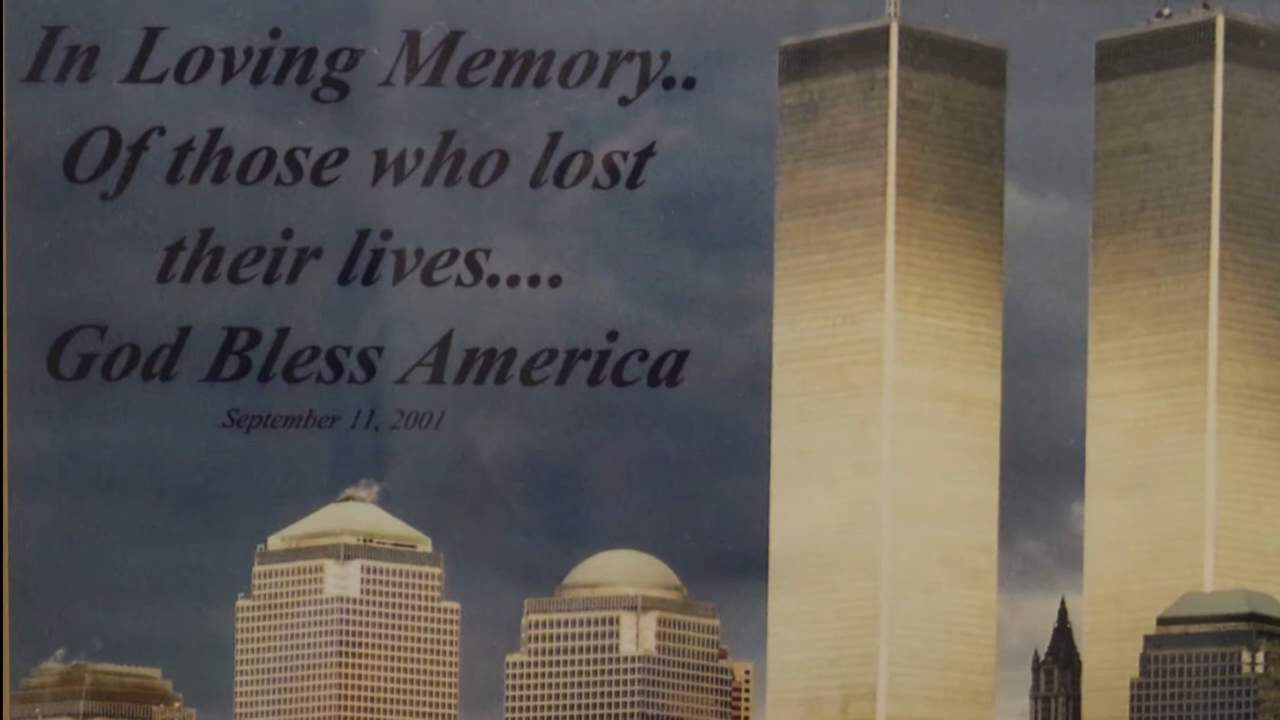 In Loving Memory..
Of those who lost
their lives....
God Bless America
September 11, 2001